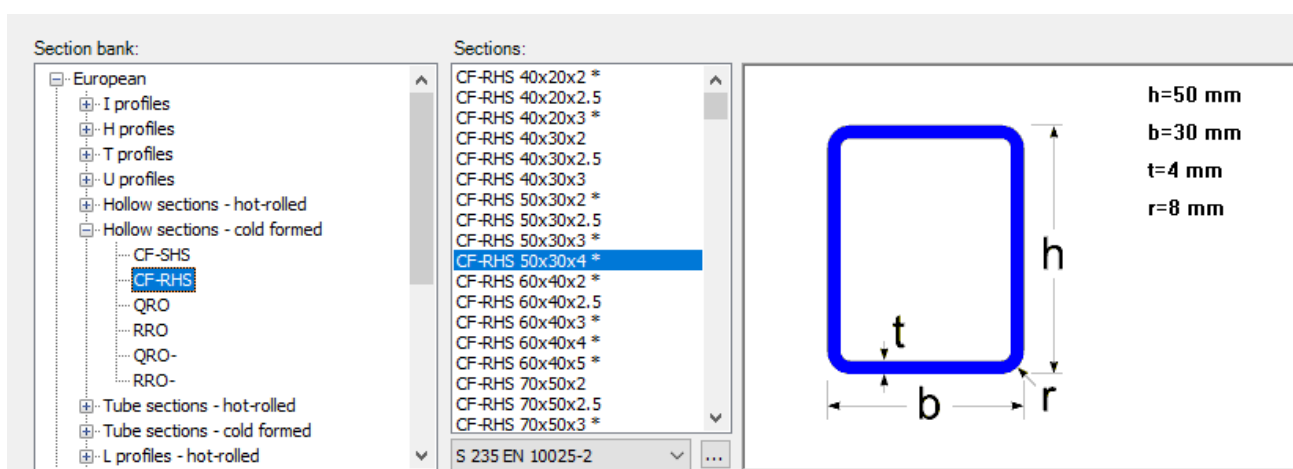 Section bank:
European
I profiles
H profiles
T profiles
U profiles
Hollow sections - hot-rolled
Hollow sections - cold formed
CF-SHS
CF-RHS
QRO
RRO
QRO-
RRO-
Tube sections - hot-rolled
Tube sections - cold formed
L profiles - hot-rolled
Sections:
CF-RHS 40x20x2 *
CF-RHS 40x20x2.5
CF-RHS 40x20x3 *
CF-RHS 40x30x2
CF-RHS 40x30x2.5
CF-RHS 40x30x3
CF-RHS 50x30x2 *
CF-RHS 50x30x2.5
CF-RHS 50x30x3 *
CF-RHS 50x30x4 *
CF-RHS 60x40x2 *
CF-RHS 60x40x2.5
CF-RHS 60x40x3 *
CF-RHS 60x40x4 *
CF-RHS 60x40x5 *
CF-RHS 70x50x2
CF-RHS 70x50x2.5
CF-RHS 70x50x3 *
S 235 EN 10025-2
...
h=50 mm
b=30 mm
t=4 mm
r=8 mm
h
t
b
r